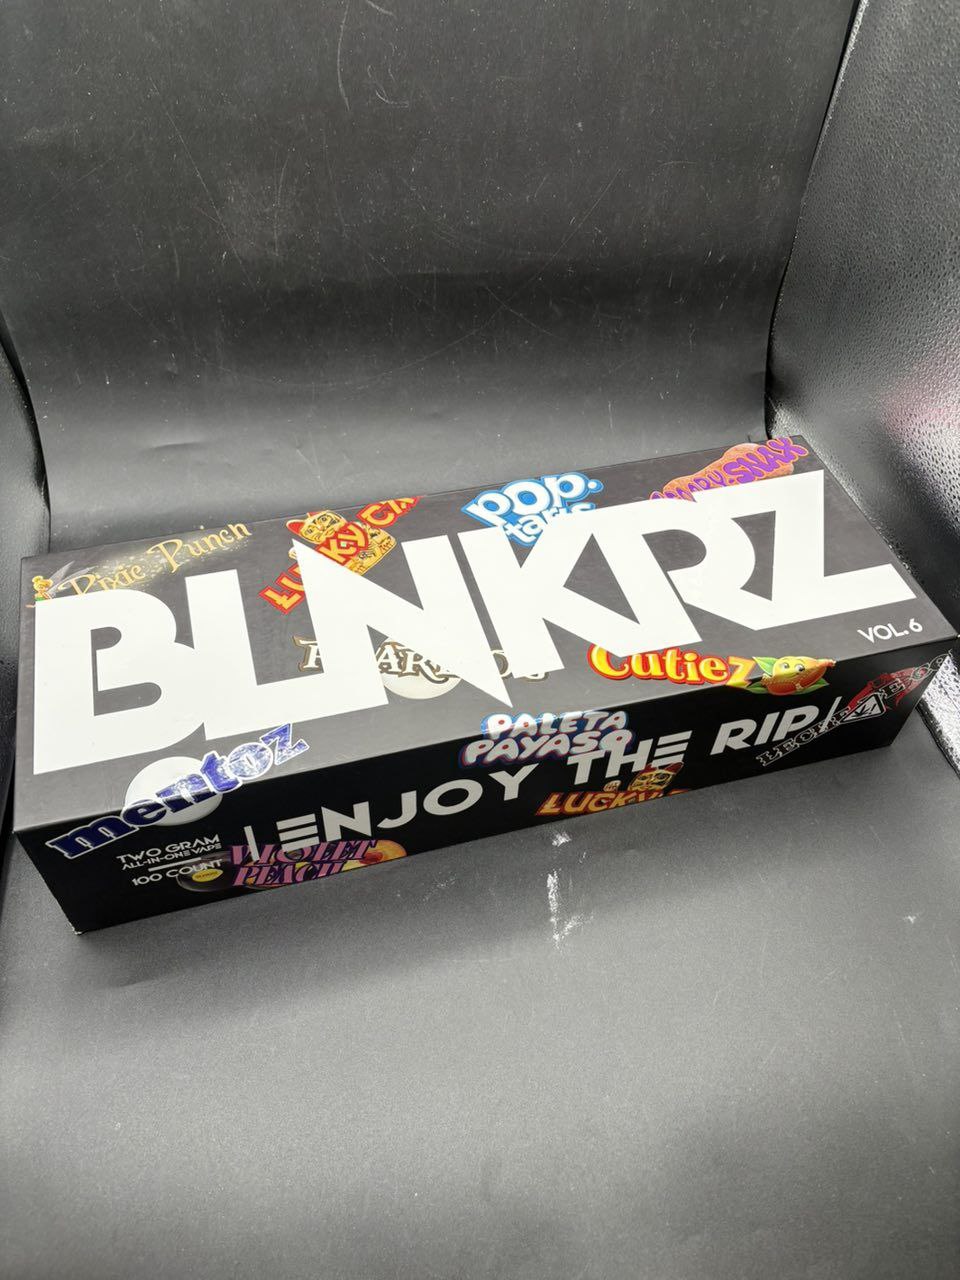 Pixie Punch
pop.
tarts
SNAX
BLNKRZ
VOL. 6
Cutiez
mentoz
PALETA
PAYASO
| ENJOY THE RIP /
TWO GRAM
ALL-IN-ONE VAPE
100 COUNT
VIOLET
PEACH